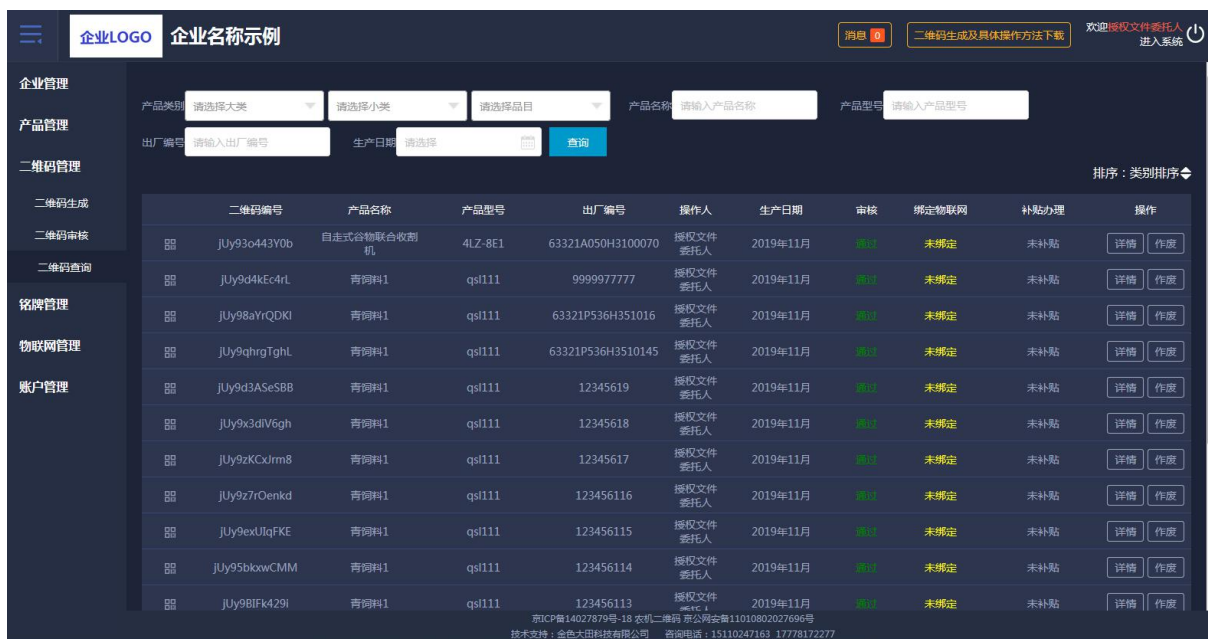 企业LOGO 企业名称示例 消息 0 二维码生成及具体操作方法下载 欢迎授权文件委托人
进入系统
企业管理
产品管理
二维码管理
二维码生成
二维码审核
二维码查询
铭牌管理
物联网管理
账户管理
产品类别 请选择大类 请选择小类 请选择品目 产品名称 请输入产品名称 产品型号 请输入产品型号
出厂编号 请输入出厂编号 生产日期 请选择 查询
排序：类别排序
二维码编号 产品名称 产品型号 出厂编号 操作人 生产日期 审核 绑定物联网 补贴办理 操作
jUy93o443Y0b 自走式谷物联合收割机 4LZ-8E1 63321A050H3100070 授权文件委托人 2019年11月 通过 未绑定 未补贴 详情 作废
jUy9d4kEc4rL 青饲料1 qsl111 9999977777 授权文件委托人 2019年11月 通过 未绑定 未补贴 详情 作废
jUy98aYrQDKl 青饲料1 qsl111 63321P536H351016 授权文件委托人 2019年11月 通过 未绑定 未补贴 详情 作废
jUy9qhrgTghL 青饲料1 qsl111 63321P536H3510145 授权文件委托人 2019年11月 通过 未绑定 未补贴 详情 作废
jUy9d3ASeSBB 青饲料1 qsl111 12345619 授权文件委托人 2019年11月 通过 未绑定 未补贴 详情 作废
jUy9x3dlV6gh 青饲料1 qsl111 12345618 授权文件委托人 2019年11月 通过 未绑定 未补贴 详情 作废
jUy9zKCxJrm8 青饲料1 qsl111 12345617 授权文件委托人 2019年11月 通过 未绑定 未补贴 详情 作废
jUy9z7rOenkd 青饲料1 qsl111 123456116 授权文件委托人 2019年11月 通过 未绑定 未补贴 详情 作废
jUy9exUIqFKE 青饲料1 qsl111 123456115 授权文件委托人 2019年11月 通过 未绑定 未补贴 详情 作废
jUy95bkxwCMM 青饲料1 qsl111 123456114 授权文件委托人 2019年11月 通过 未绑定 未补贴 详情 作废
jUy9BIFk429i 青饲料1 qsl111 123456113 授权文件委托人 2019年11月 通过 未绑定 未补贴 详情 作废
京ICP备14027879号-18 农机二维码 京公网安备11010802027696号
技术支持：金色大田科技有限公司 咨询电话：15110247163 17778172277